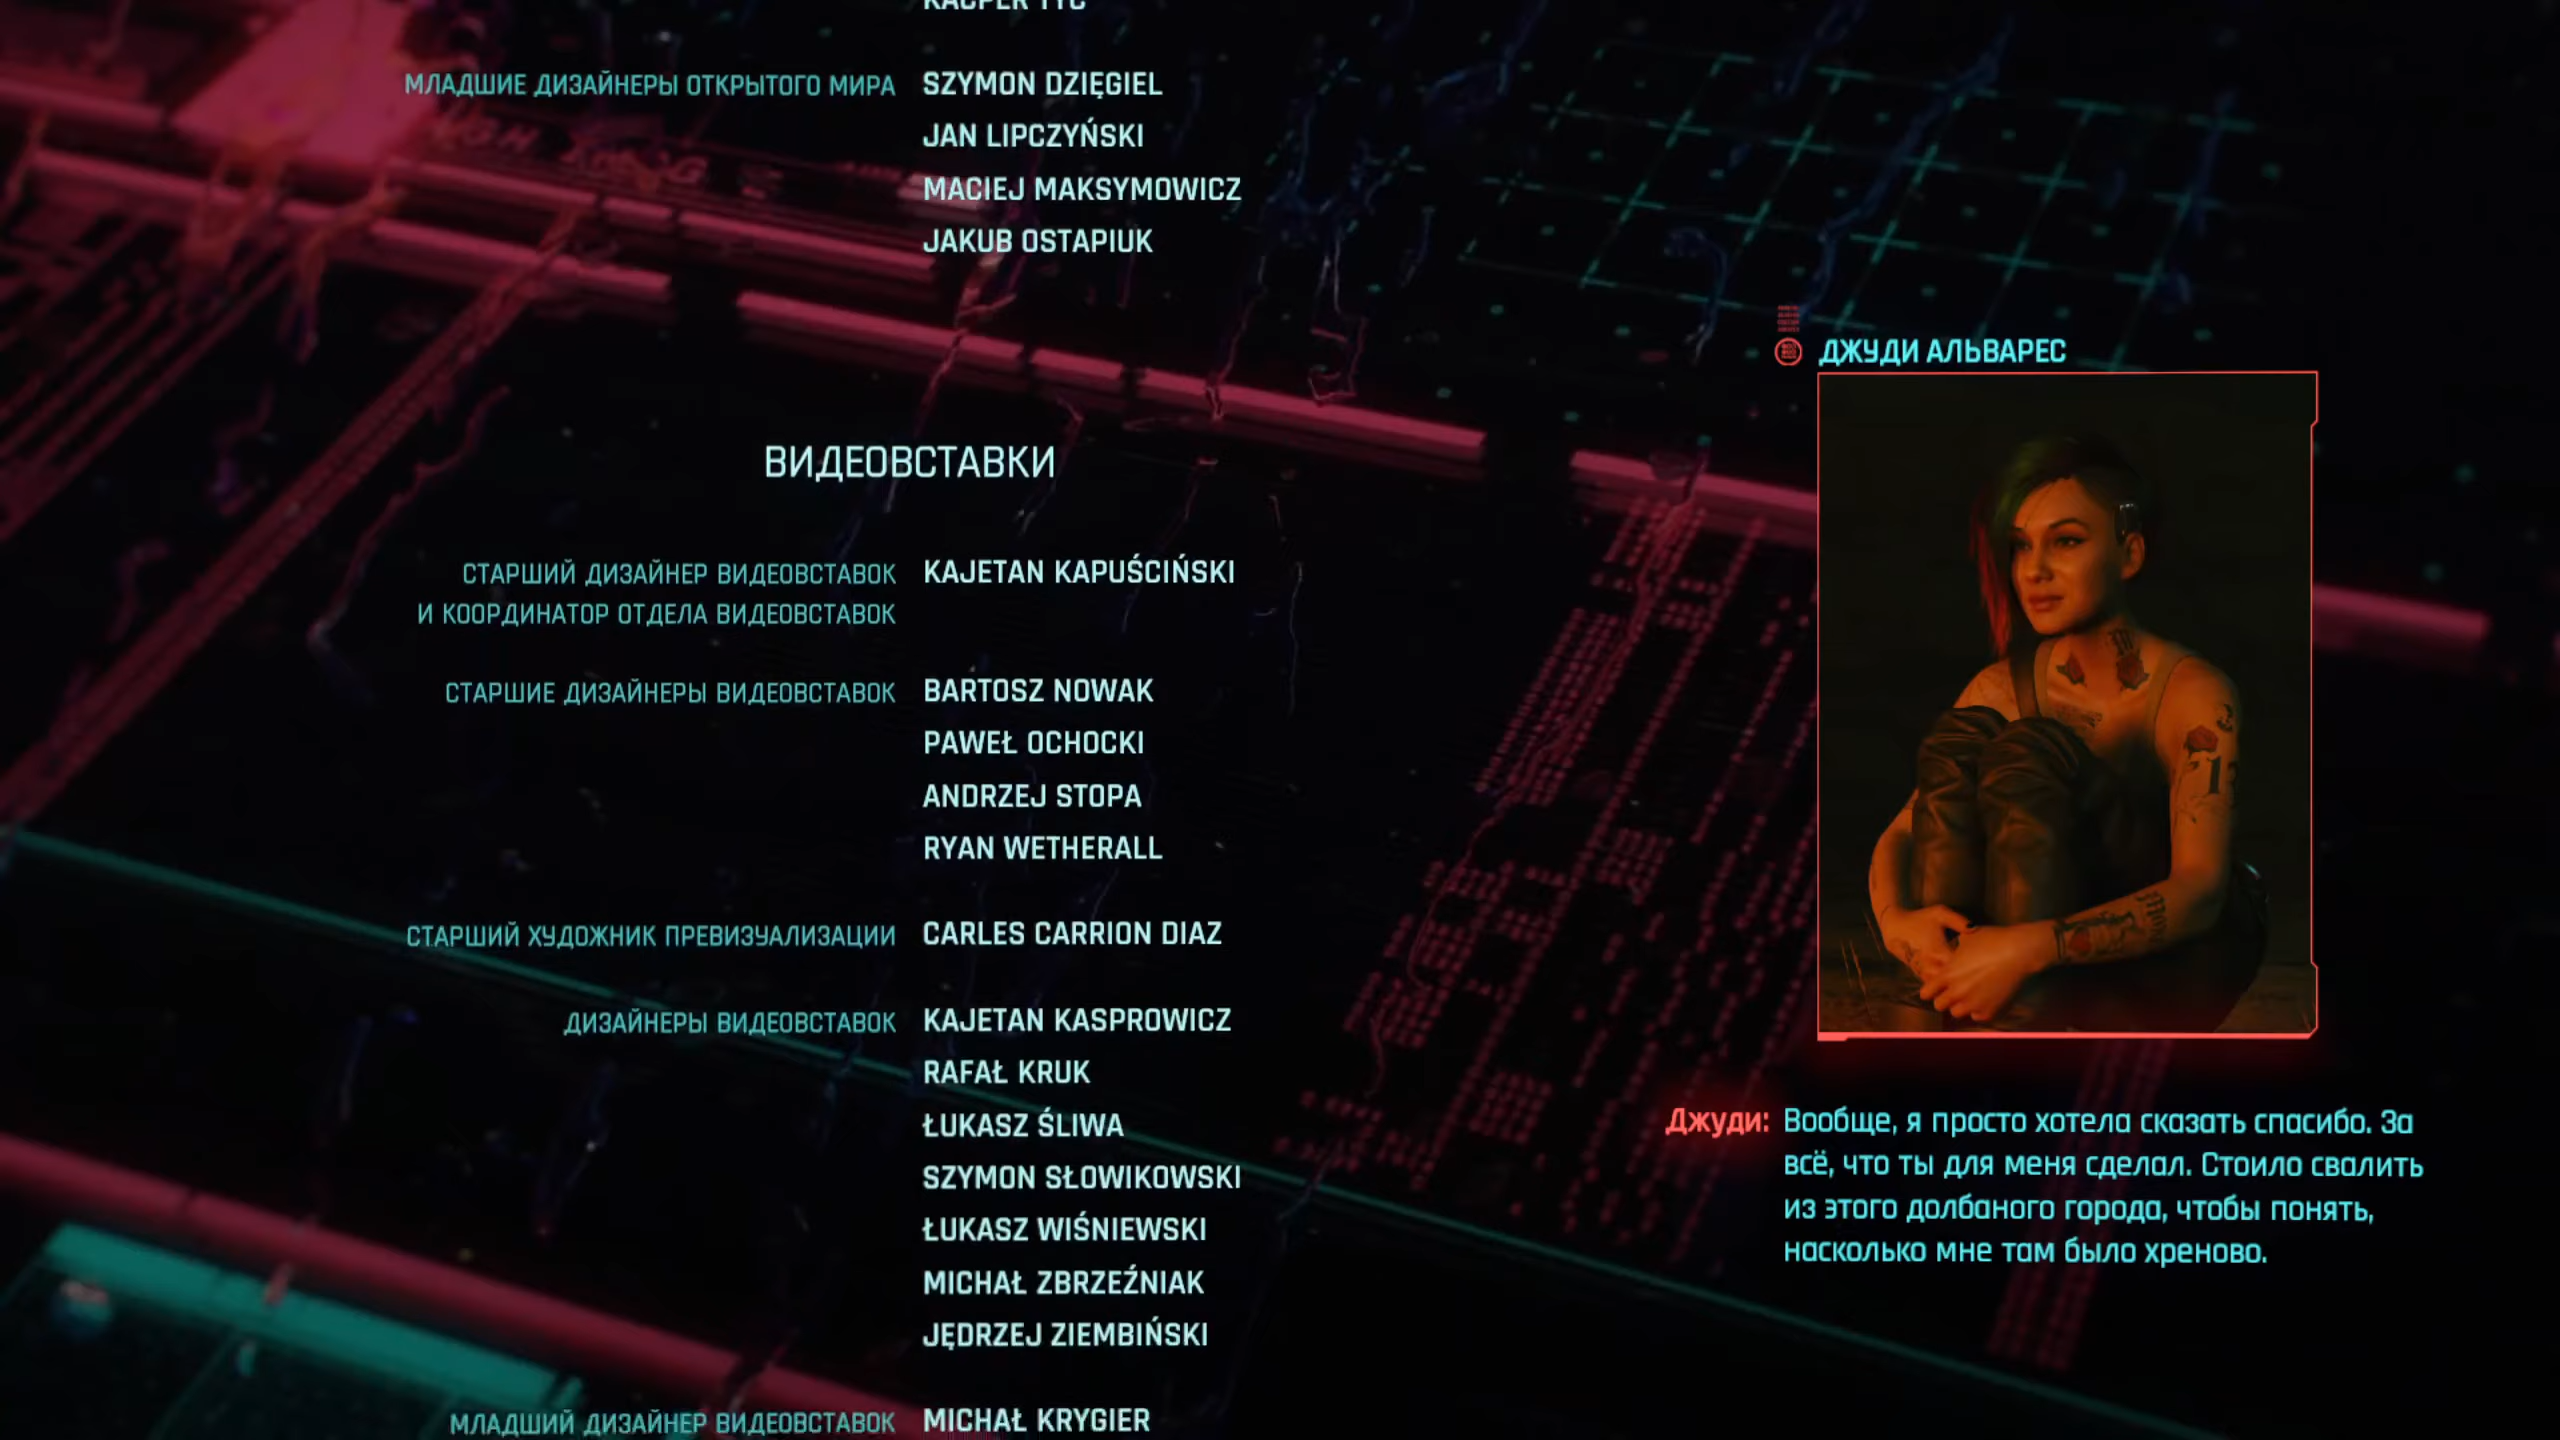 KACPER TYC
МЛАДШИЕ ДИЗАЙНЕРЫ ОТКРЫТОГО МИРА SZYMON DZIĘGIEL
JAN LIPCZYŃSKI
MACIEJ MAKSYMOWICZ
JAKUB OSTAPIUK
ВИДЕОВСТАВКИ
СТАРШИЙ ДИЗАЙНЕР ВИДЕОВСТАВОК KAJETAN KAPUŚCIŃSKI
И КООРДИНАТОР ОТДЕЛА ВИДЕОВСТАВОК
СТАРШИЕ ДИЗАЙНЕРЫ ВИДЕОВСТАВОК BARTOSZ NOWAK
PAWEŁ OCHOCKI
ANDRZEJ STOPA
RYAN WETHERALL
СТАРШИЙ ХУДОЖНИК ПРЕВИЗУАЛИЗАЦИИ CARLES CARRION DIAZ
ДИЗАЙНЕРЫ ВИДЕОВСТАВОК KAJETAN KASPROWICZ
RAFAŁ KRUK
ŁUKASZ ŚLIWA
SZYMON SŁOWIKOWSKI
ŁUKASZ WIŚNIEWSKI
MICHAŁ ZBRZEŹNIAK
JĘDRZEJ ZIEMBIŃSKI
МЛАДШИЙ ДИЗАЙНЕР ВИДЕОВСТАВОК MICHAŁ KRYGIER
ДЖУДИ АЛЬВАРЕС
13
Джуди: Вообще, я просто хотела сказать спасибо. За
всё, что ты для меня сделал. Стоило свалить
из этого долбаного города, чтобы понять,
насколько мне там было хреново.